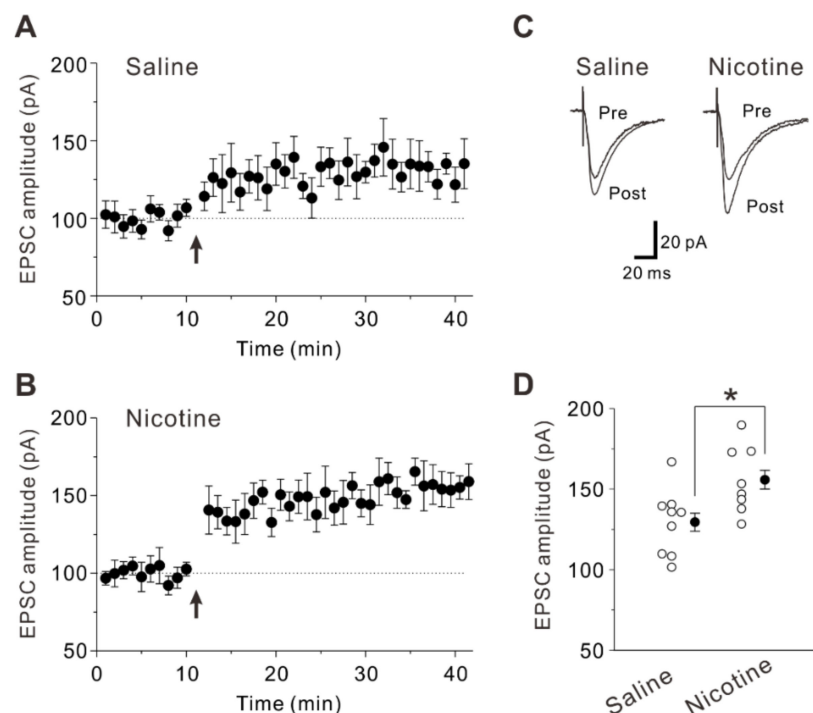 A
Saline
EPSC amplitude (pA)
200
150
100
50
0
10
20
30
40
Time (min)
B
Nicotine
EPSC amplitude (pA)
200
150
100
50
0
10
20
30
40
Time (min)
C
Saline
Nicotine
Pre
Post
Pre
Post
20 pA
20 ms
D
*
EPSC amplitude (pA)
200
150
100
50
Saline
Nicotine